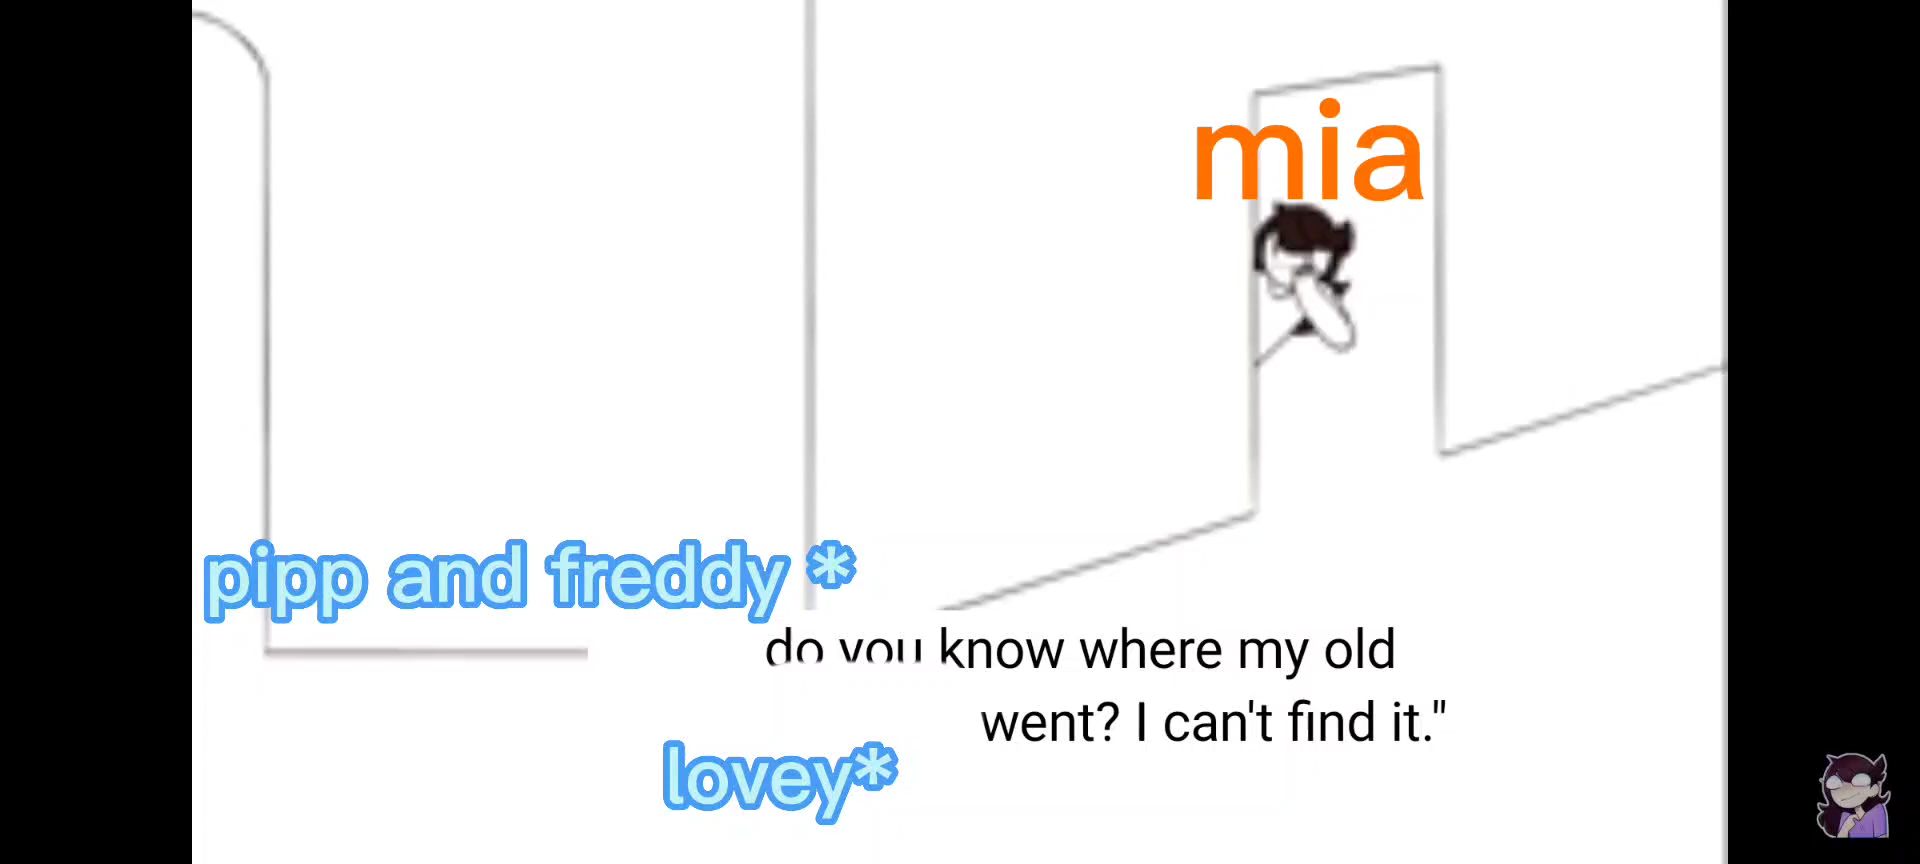 mia
pipp and freddy *
do you know where my old
went? I can't find it."
lovey*